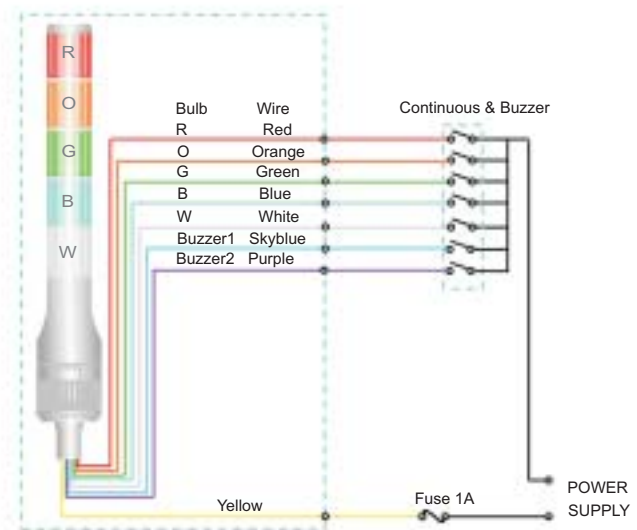 R
O
G
B
W
Bulb Wire Continuous & Buzzer
R Red
O Orange
G Green
B Blue
W White
Buzzer1 Skyblue
Buzzer2 Purple
Yellow
Fuse 1A
POWER
SUPPLY